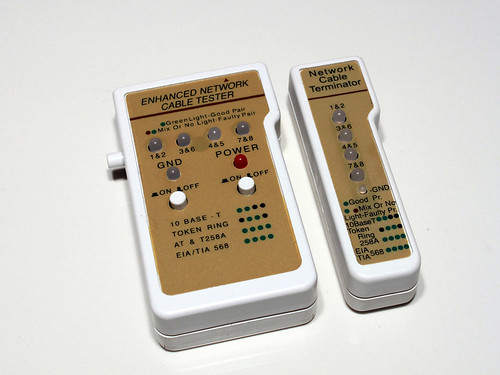 ENHANCED NETWORK
CABLE TESTER
GreenLight-Good Pair
Mix Or No Light-Faulty Pair
1&2 3&6 4&5 7&8
GND POWER
ON OFF ON OFF
10 BASE - T
TOKEN RING
AT & T258A
EIA/TIA 568
Network
Cable
Terminator
1&2
3&6
4&5
7&8
-GND
Good Pr.
Mix Or No
Light-Faulty Pr.
10BaseT
Token
Ring
258A
EIA
TIA 568